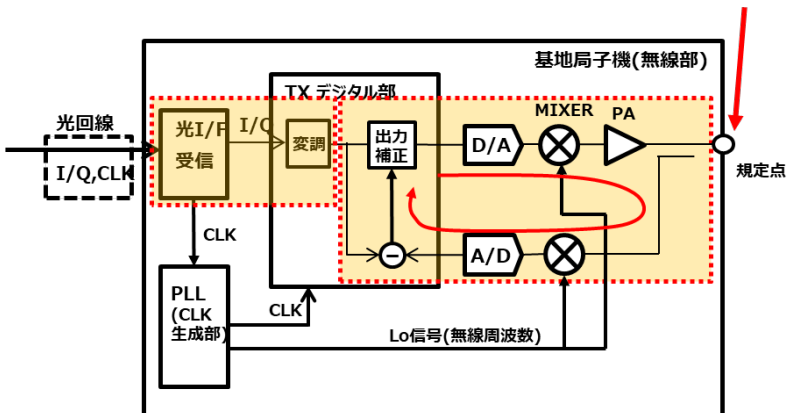 基地局子機(無線部)
TX デジタル部
光回線
I/Q,CLK
光I/F
受信
I/Q
変調
出力
補正
D/A
MIXER
PA
規定点
CLK
A/D
PLL
(CLK
生成部)
CLK
Lo信号(無線周波数)